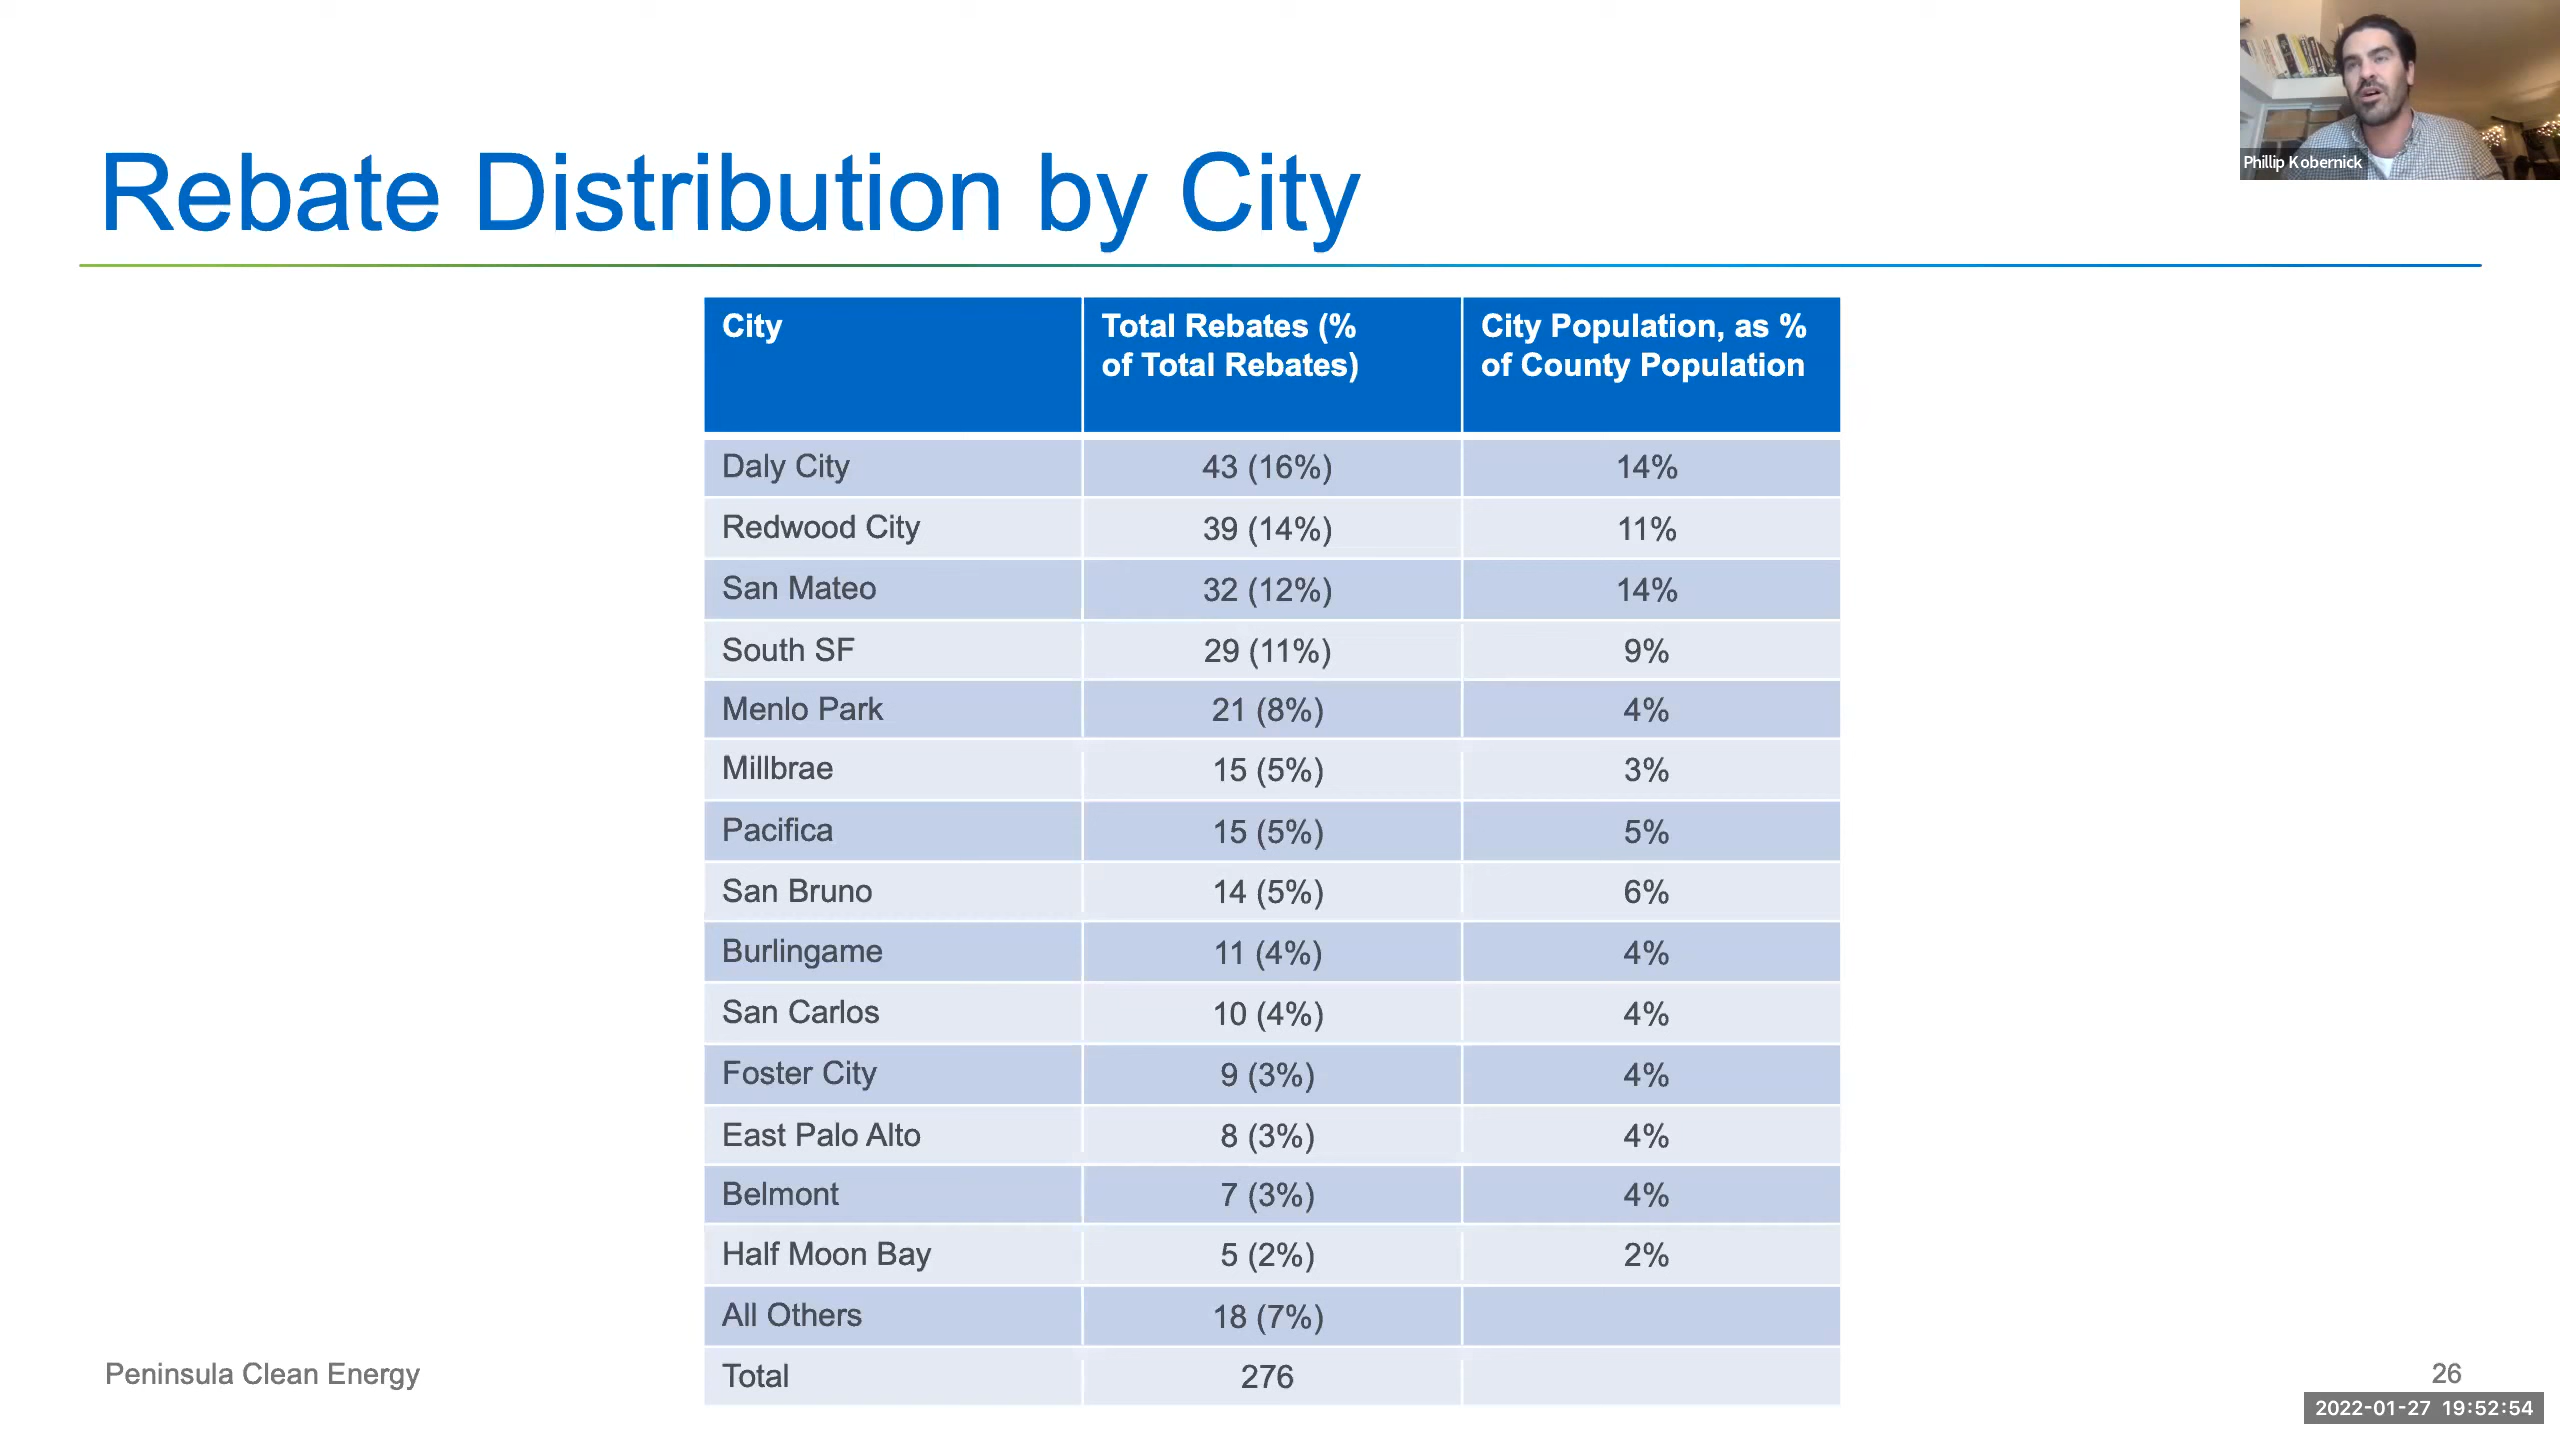 Phillip Kobernick
Rebate Distribution by City
City
Total Rebates (%
of Total Rebates)
City Population, as %
of County Population
Daly City 43 (16%) 14%
Redwood City 39 (14%) 11%
San Mateo 32 (12%) 14%
South SF 29 (11%) 9%
Menlo Park 21 (8%) 4%
Millbrae 15 (5%) 3%
Pacifica 15 (5%) 5%
San Bruno 14 (5%) 6%
Burlingame 11 (4%) 4%
San Carlos 10 (4%) 4%
Foster City 9 (3%) 4%
East Palo Alto 8 (3%) 4%
Belmont 7 (3%) 4%
Half Moon Bay 5 (2%) 2%
All Others 18 (7%)
Total 276
Peninsula Clean Energy
26
2022-01-27 19:52:54